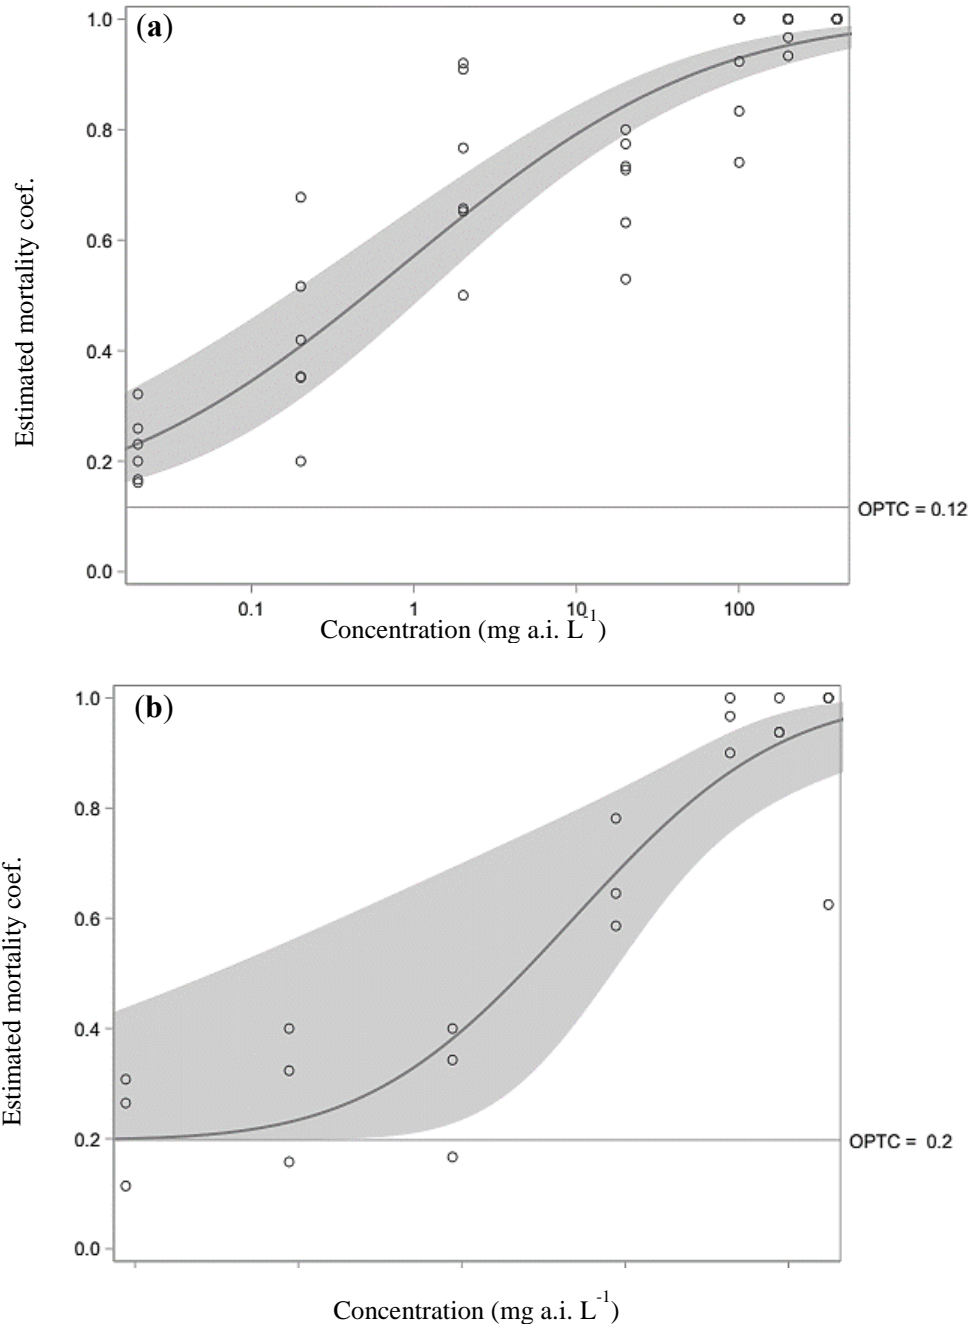 (a)
1.0
0.8
0.6
0.4
0.2
0.0
Estimated mortality coef.
OPTC = 0.12
0.1 1 10 100
Concentration (mg a.i. L-1)
(b)
1.0
0.8
0.6
0.4
0.2
0.0
Estimated mortality coef.
OPTC = 0.2
Concentration (mg a.i. L-1)